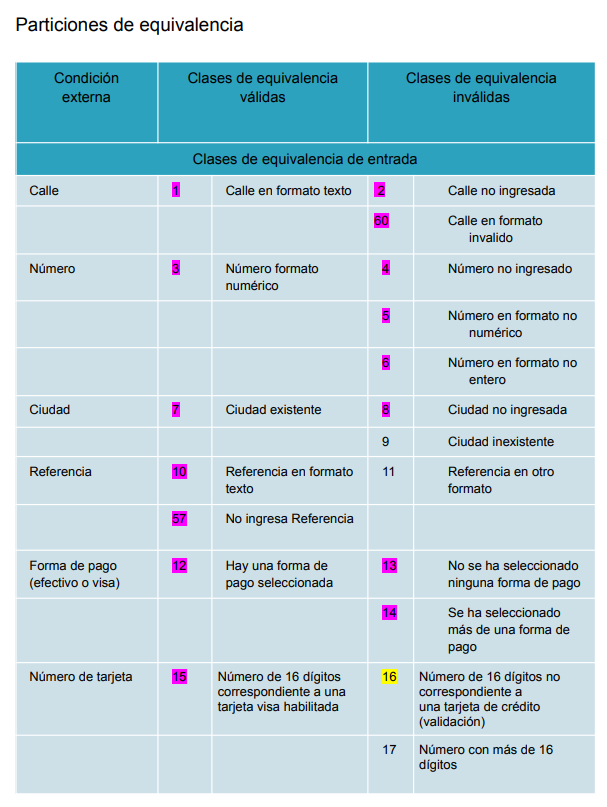 Particiones de equivalencia
Condición externa Clases de equivalencia válidas Clases de equivalencia inválidas
Clases de equivalencia de entrada
Calle 1 Calle en formato texto 2 Calle no ingresada
60 Calle en formato invalido
Número 3 Número formato numérico 4 Número no ingresado
5 Número en formato no numérico
6 Número en formato no entero
Ciudad 7 Ciudad existente 8 Ciudad no ingresada
9 Ciudad inexistente
Referencia 10 Referencia en formato texto 11 Referencia en otro formato
57 No ingresa Referencia
Forma de pago (efectivo o visa) 12 Hay una forma de pago seleccionada 13 No se ha seleccionado ninguna forma de pago
14 Se ha seleccionado más de una forma de pago
Número de tarjeta 15 Número de 16 dígitos correspondiente a una tarjeta visa habilitada 16 Número de 16 dígitos no correspondiente a una tarjeta de crédito (validación)
17 Número con más de 16 dígitos